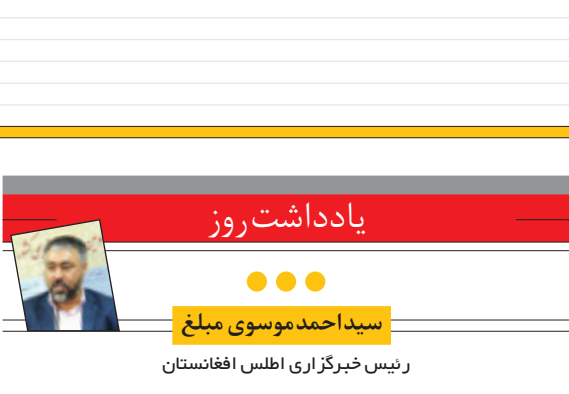 یادداشت روز
سیداحمد موسوی مبلغ
رئیس خبرگزاری اطلس افغانستان